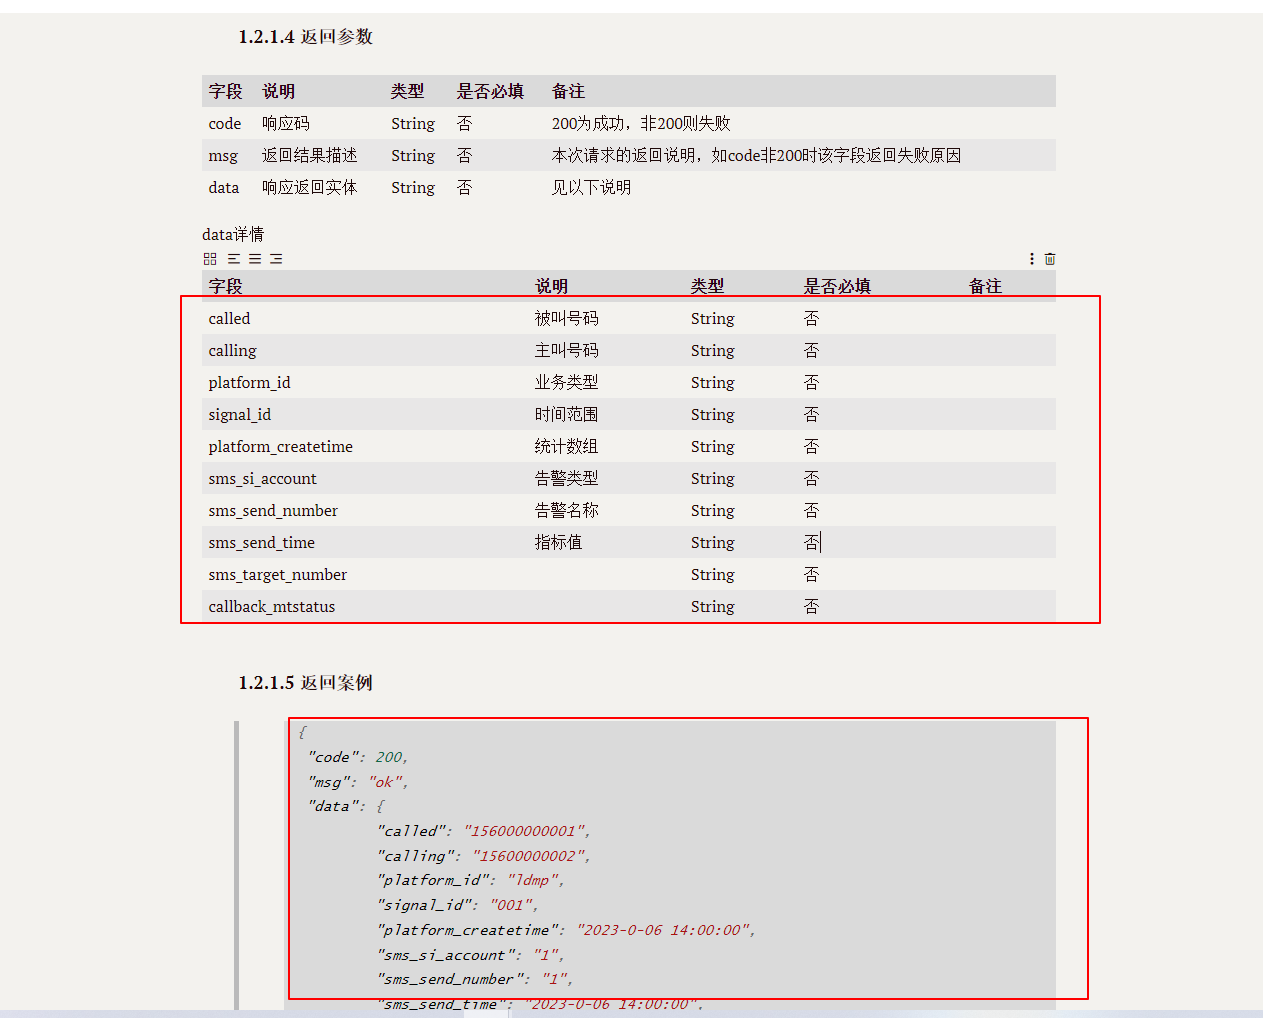 1.2.1.4 返回参数
字段 说明 类型 是否必填 备注
code 响应码 String 否 200为成功，非200则失败
msg 返回结果描述 String 否 本次请求的返回说明，如code非200时该字段返回失败原因
data 响应返回实体 String 否 见以下说明
data详情
字段 说明 类型 是否必填 备注
called 被叫号码 String 否
calling 主叫号码 String 否
platform_id 业务类型 String 否
signal_id 时间范围 String 否
platform_createtime 统计数组 String 否
sms_si_account 告警类型 String 否
sms_send_number 告警名称 String 否
sms_send_time 指标值 String 否
sms_target_number String 否
callback_mtstatus String 否
1.2.1.5 返回案例
{
"code": 200,
"msg": "ok",
"data": {
"called": "156000000001",
"calling": "15600000002",
"platform_id": "ldmp",
"signal_id": "001",
"platform_createtime": "2023-0-06 14:00:00",
"sms_si_account": "1",
"sms_send_number": "1",
"sms_send_time": "2023-0-06 14:00:00",